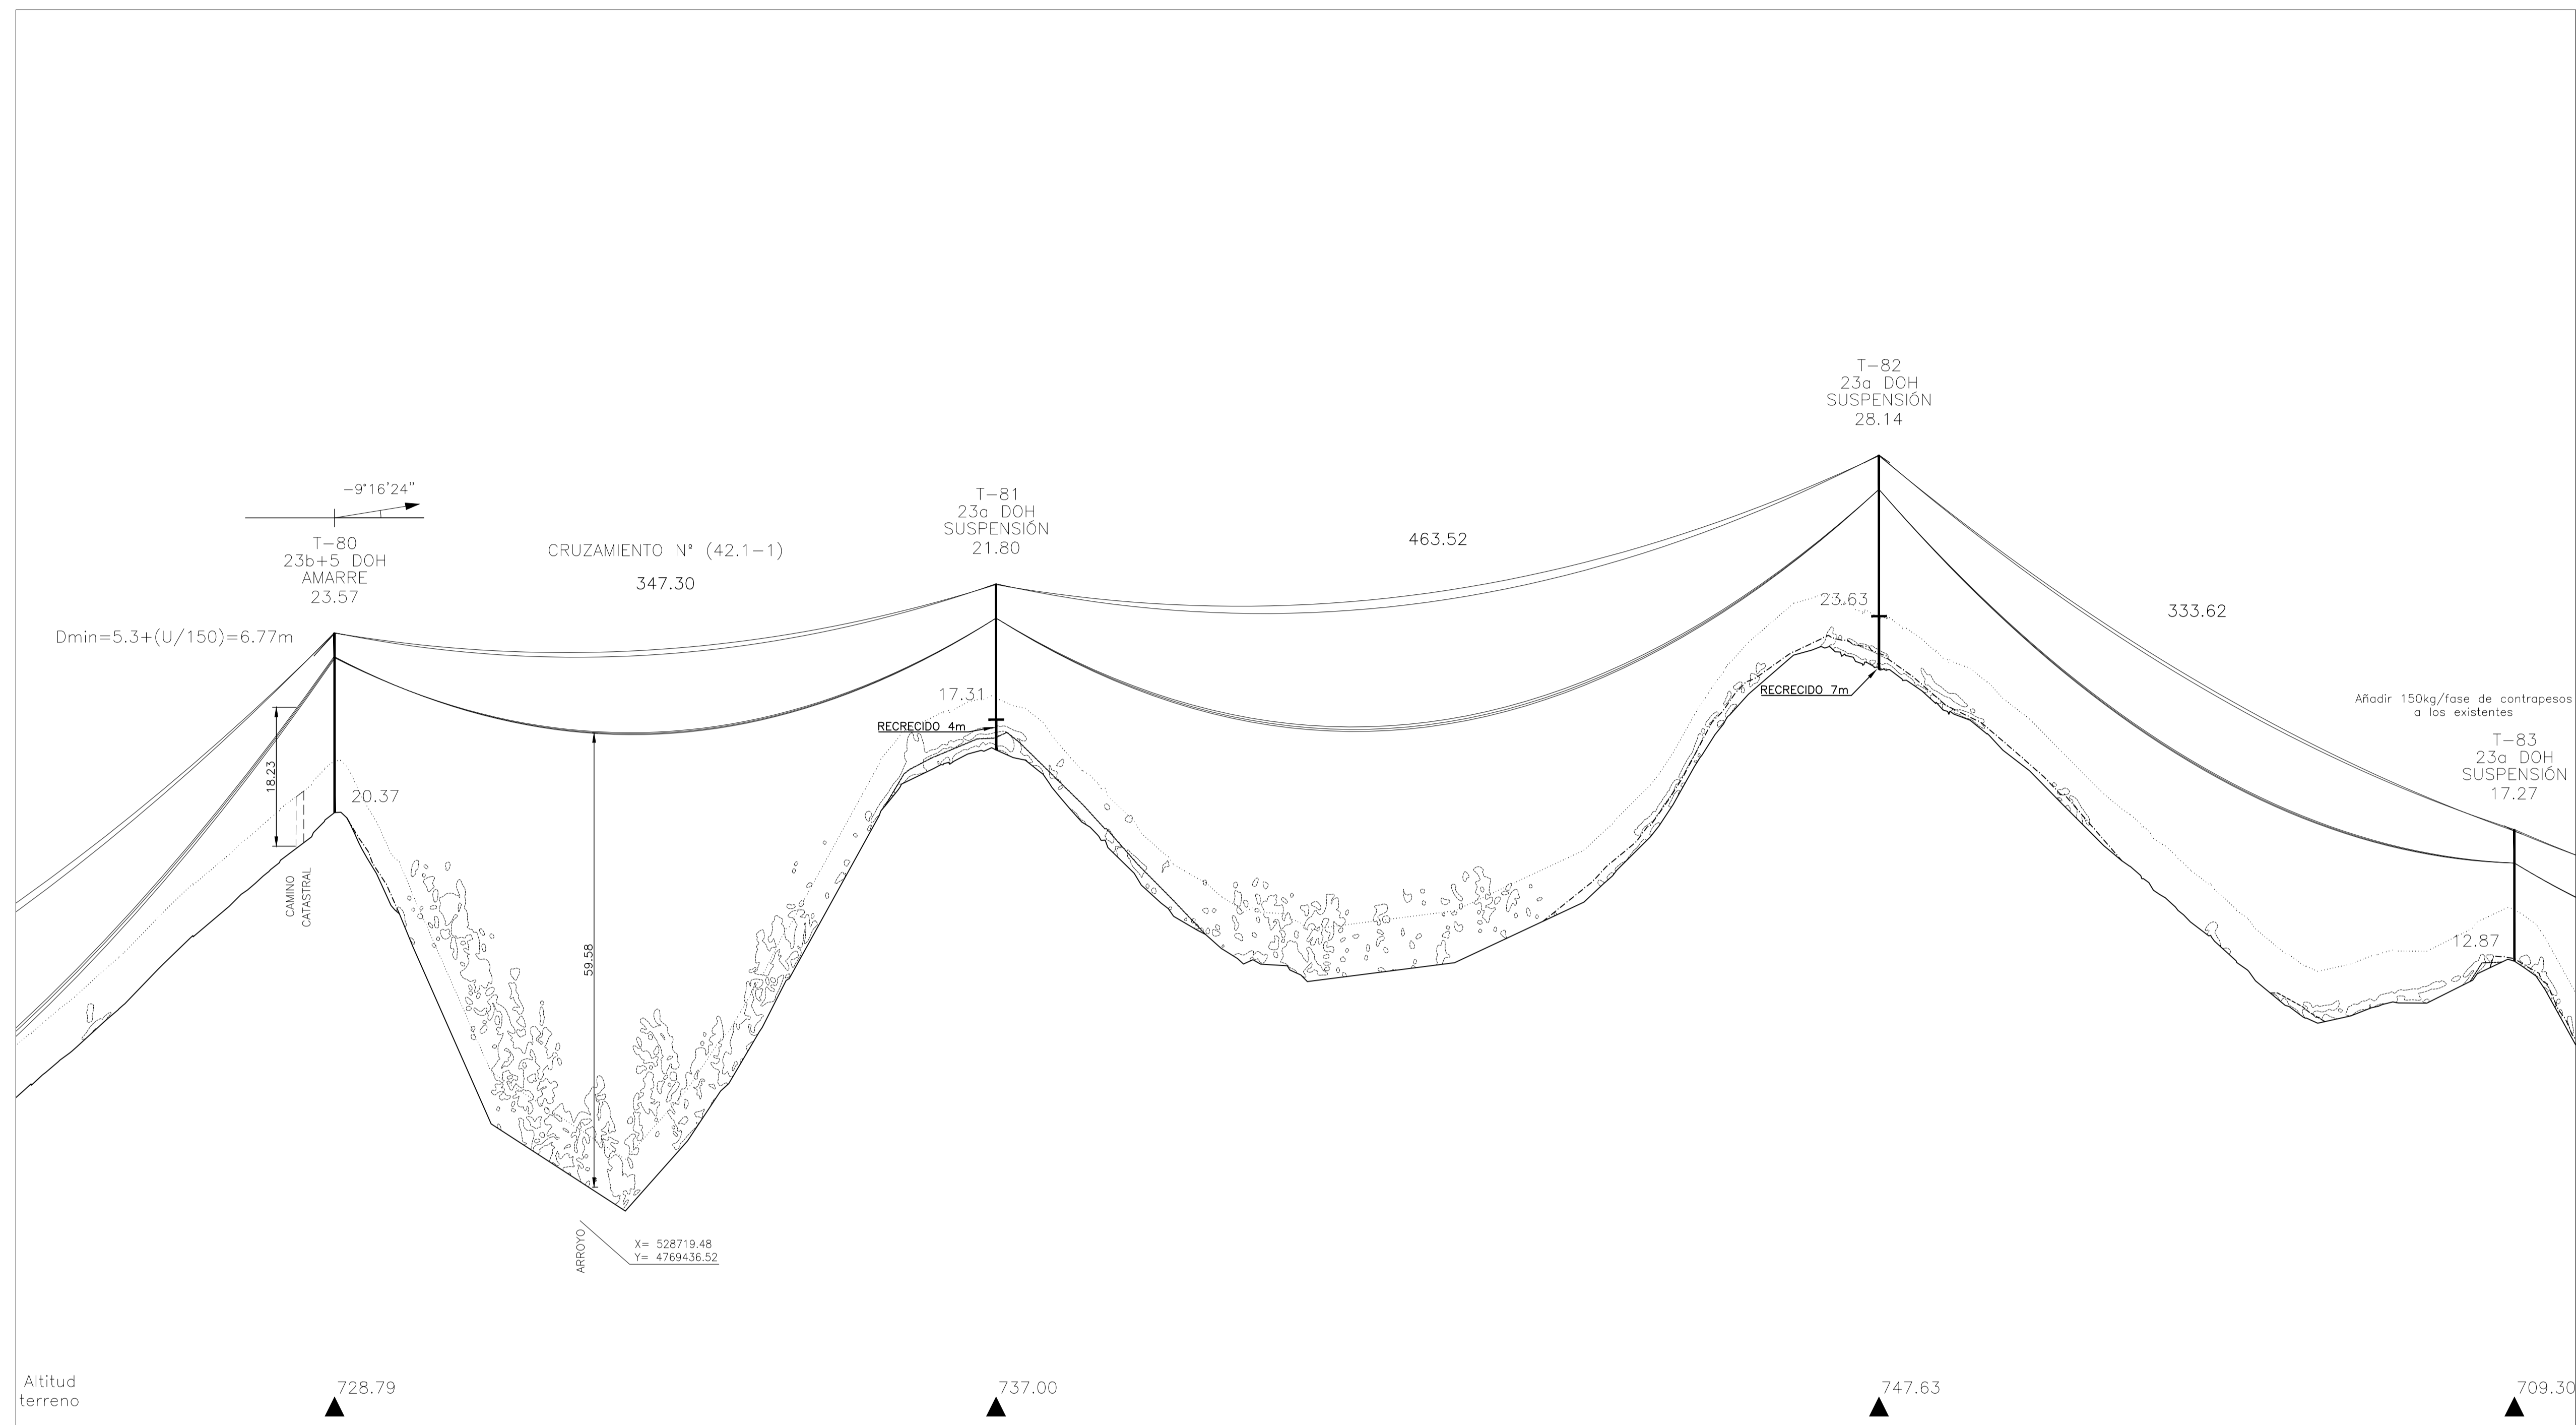 T-82
23a DOH
SUSPENSIÓN
28.14
-9°16'24"
T-80
23b+5 DOH
AMARRE
23.57
CRUZAMIENTO Nº (42.1-1)
347.30
T-81
23a DOH
SUSPENSIÓN
21.80
463.52
333.62
Dmin=5.3+(U/150)=6.77m
23.63
17.31
RECRECIDO 4m
RECRECIDO 7m
Añadir 150kg/fase de contrapesos
a los existentes
T-83
23a DOH
SUSPENSIÓN
17.27
18.23
20.37
CAMINO
CATASTRAL
59.58
12.87
ARROYO
X= 528719.48
Y= 4769436.52
Altitud
terreno
728.79
737.00
747.63
709.30